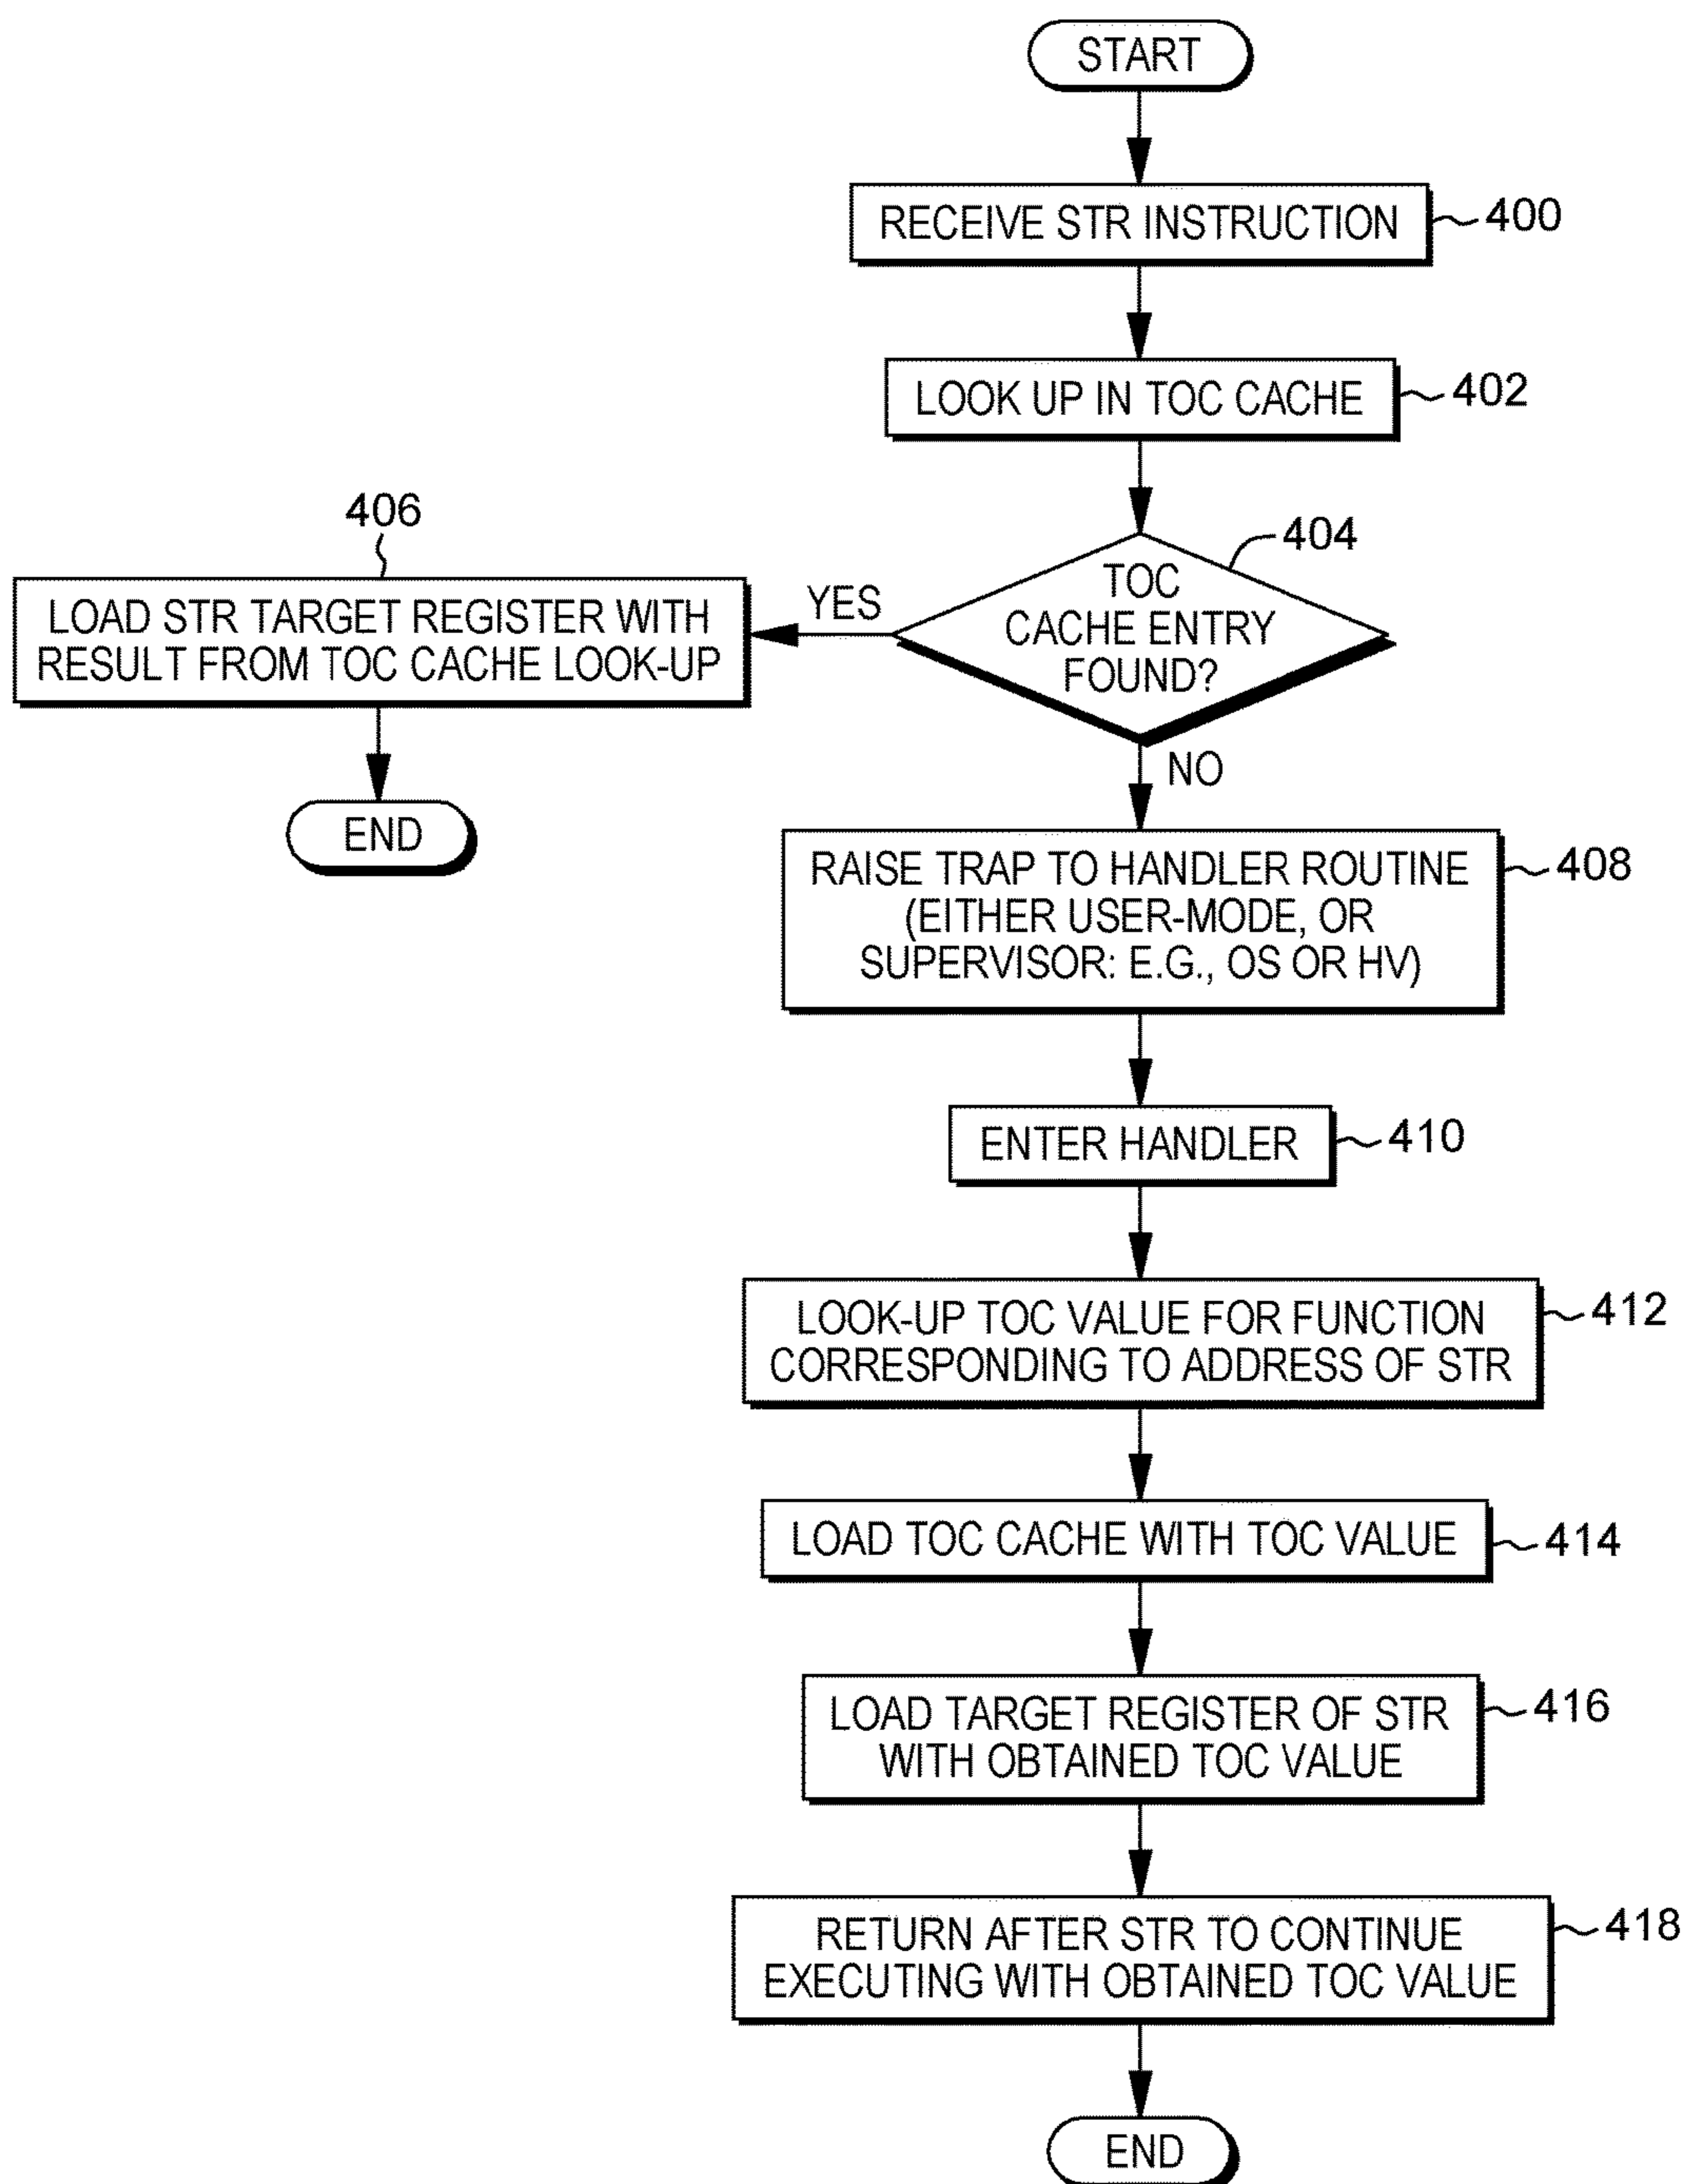 START
RECEIVE STR INSTRUCTION
400
LOOK UP IN TOC CACHE
402
404
TOC
CACHE ENTRY
FOUND?
YES
406
LOAD STR TARGET REGISTER WITH
RESULT FROM TOC CACHE LOOK-UP
END
NO
RAISE TRAP TO HANDLER ROUTINE
(EITHER USER-MODE, OR
SUPERVISOR: E.G., OS OR HV)
408
ENTER HANDLER
410
LOOK-UP TOC VALUE FOR FUNCTION
CORRESPONDING TO ADDRESS OF STR
412
LOAD TOC CACHE WITH TOC VALUE
414
LOAD TARGET REGISTER OF STR
WITH OBTAINED TOC VALUE
416
RETURN AFTER STR TO CONTINUE
EXECUTING WITH OBTAINED TOC VALUE
418
END